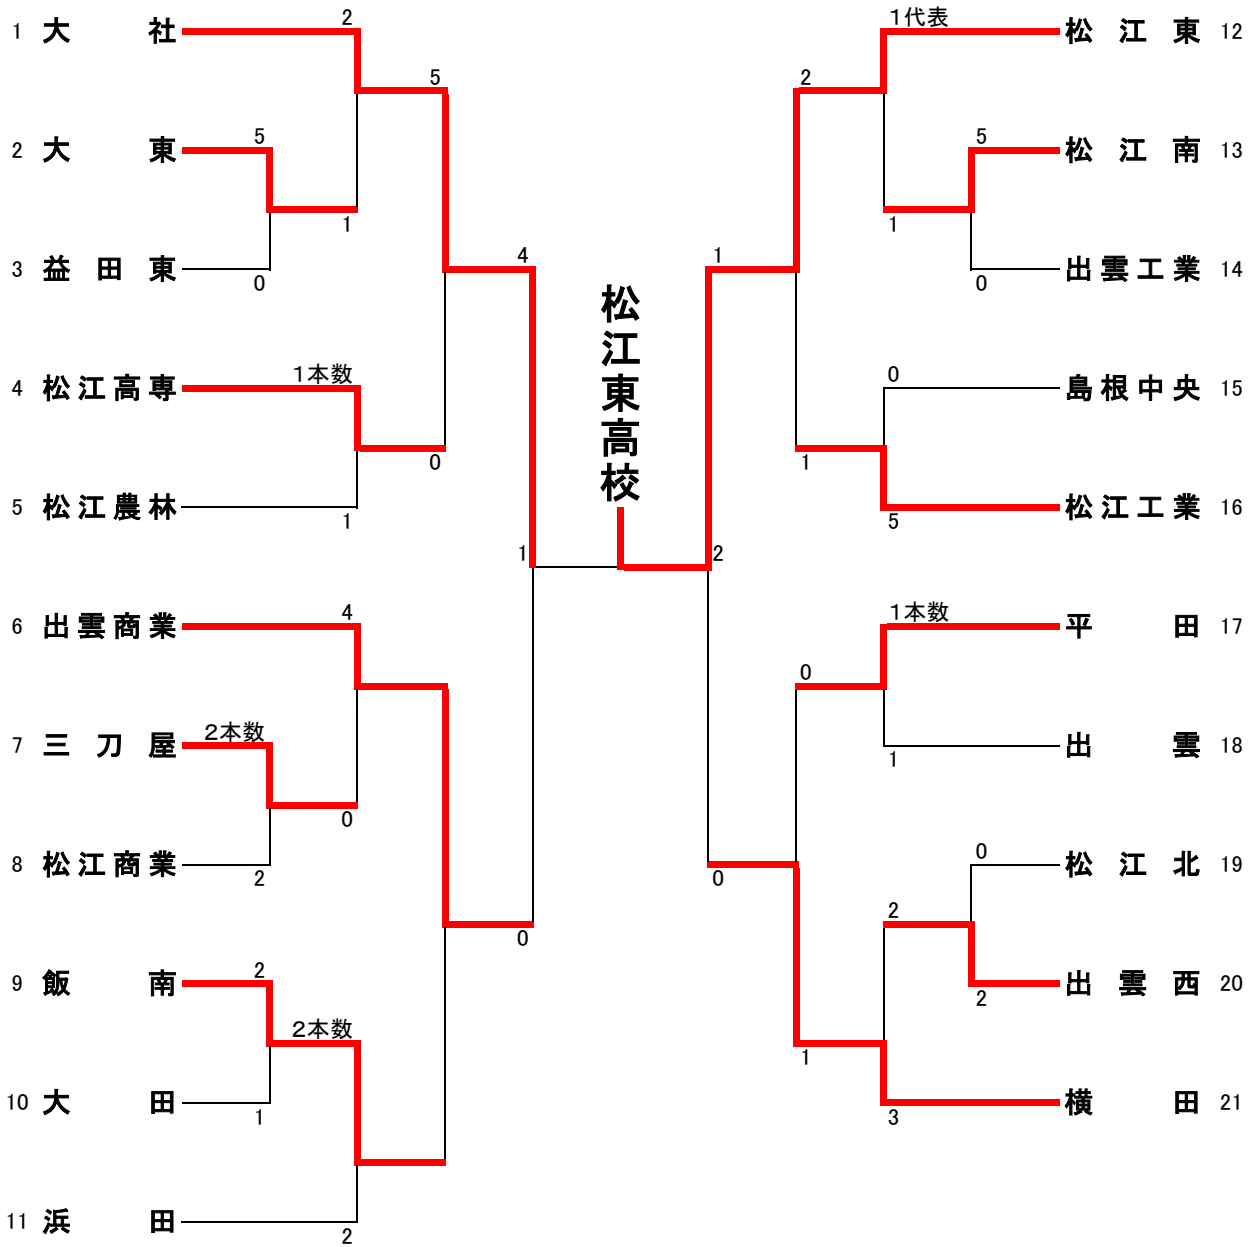 1 大社 2
2 大東 5
1
3 益田東 0
5
4 松江高専 1本数
0
5 松江農林 1
4
1
6 出雲商業 4
7 三刀屋 2本数
0
8 松江商業 2
0
9 飯南 2
2本数
10 大田 1
11 浜田 2
松江東高校
1代表 松江東 12
2
5 松江南 13
1
0 出雲工業 14
1
0 島根中央 15
1
5 松江工業 16
2
1本数 平田 17
0
1 出雲 18
0
0 松江北 19
2
2 出雲西 20
1
3 横田 21